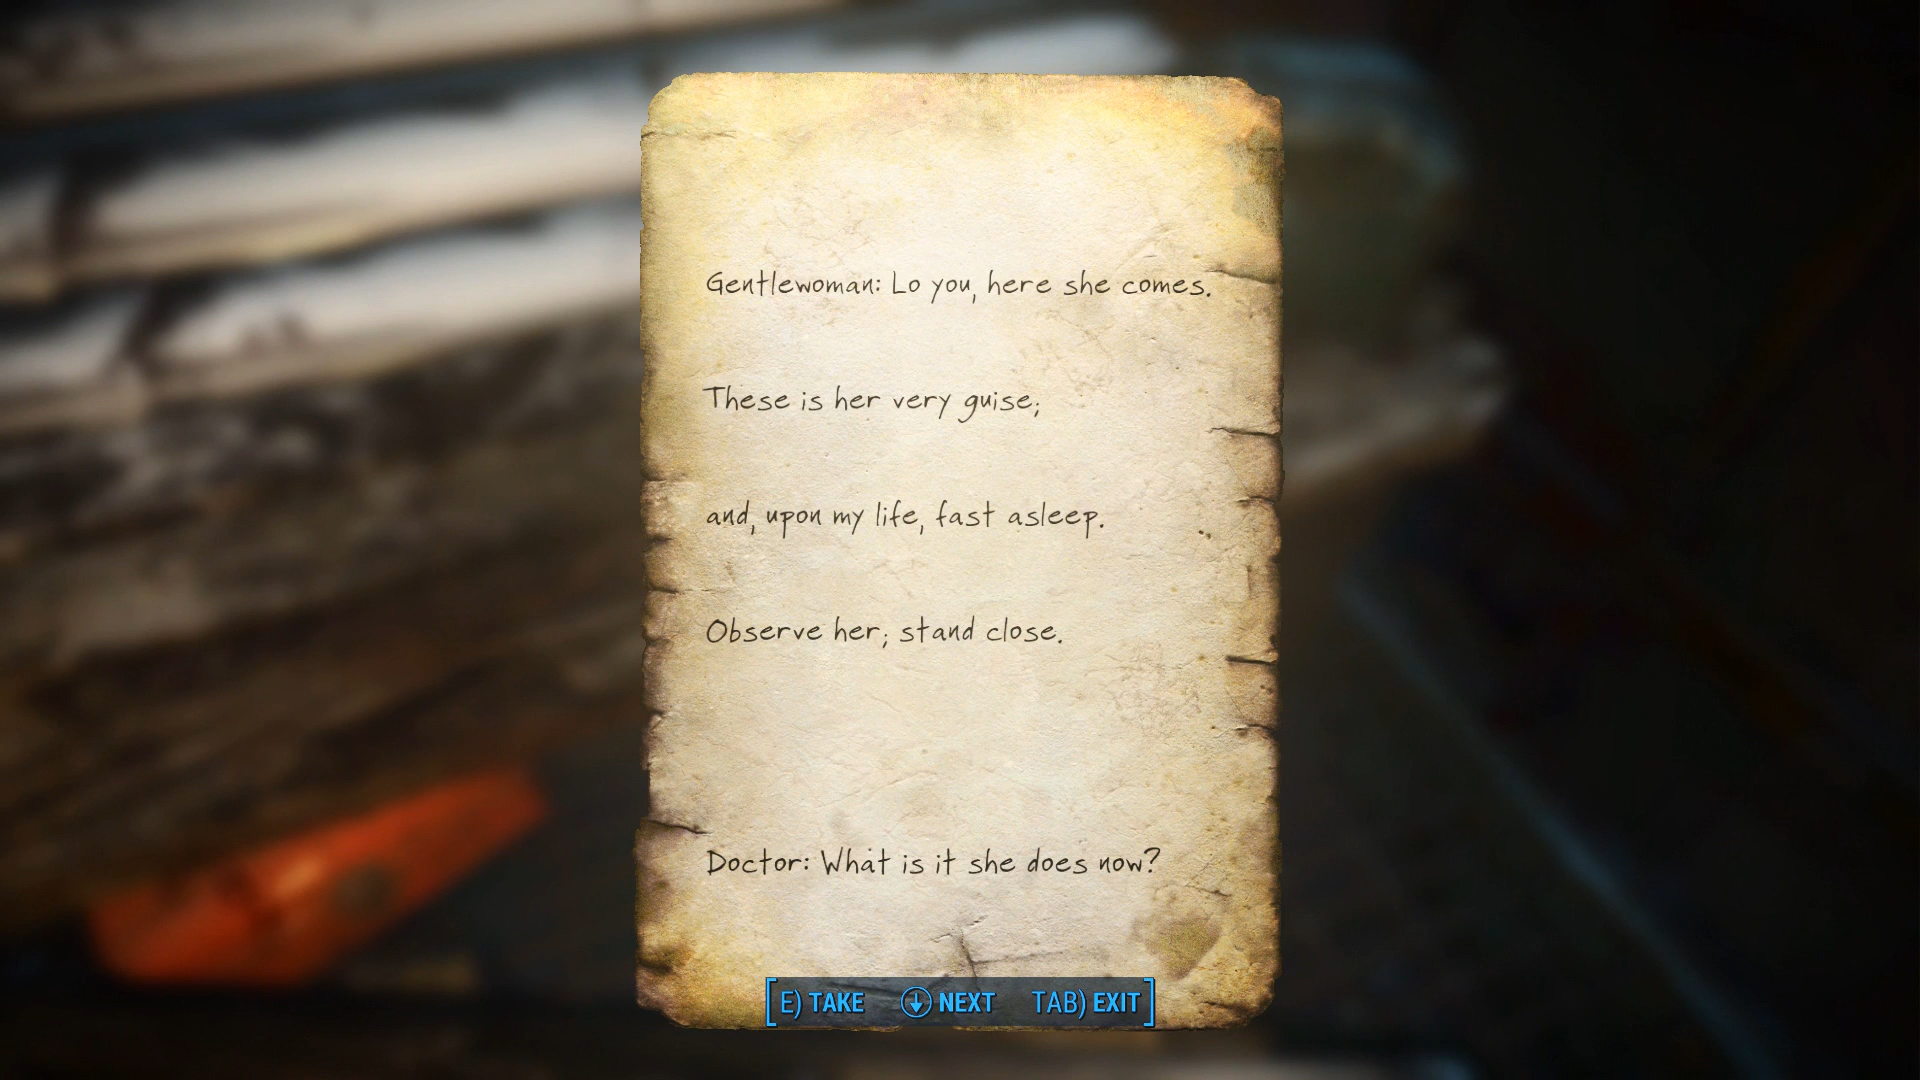 Gentlewoman: Lo you, here she comes.
These is her very guise;
and, upon my life, fast asleep.
Observe her; stand close.
Doctor: What is it she does now?
E) TAKE NEXT TAB) EXIT